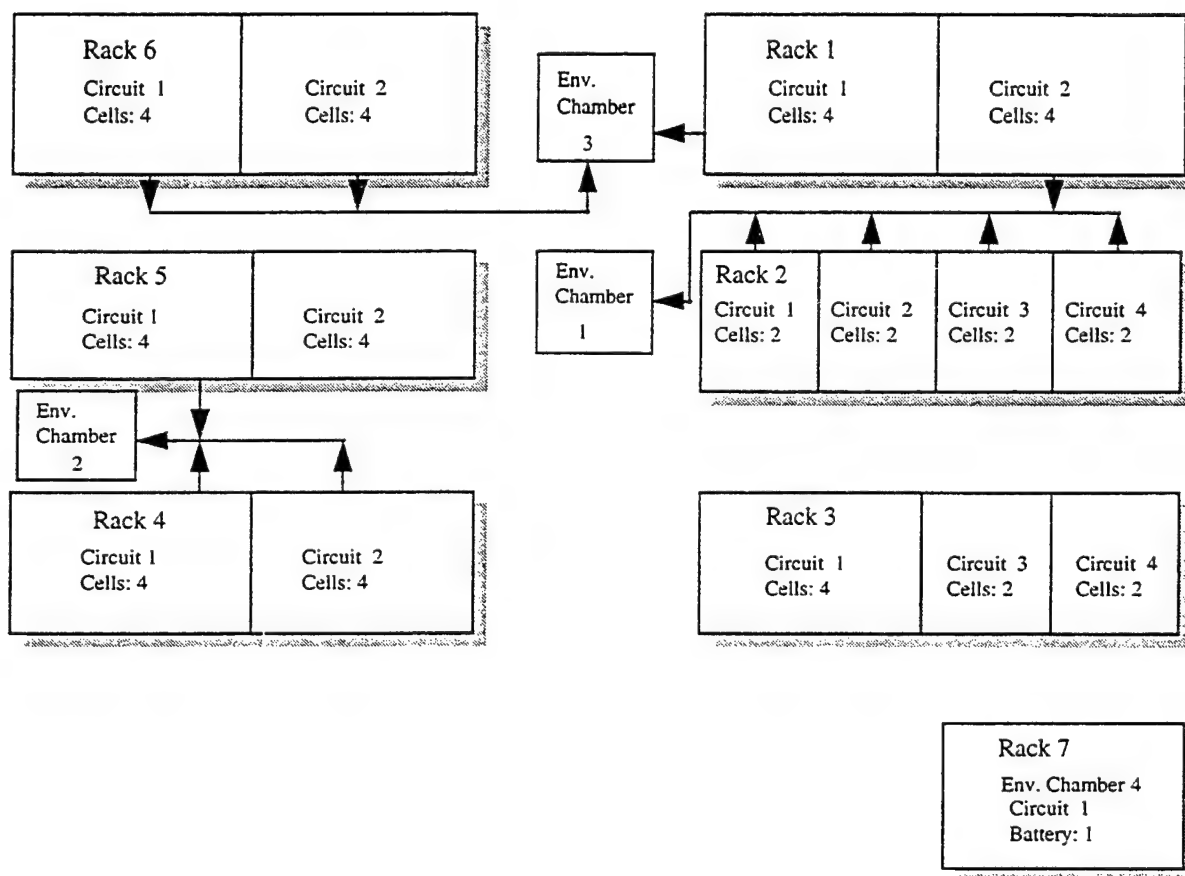 Rack 6
Circuit 1
Cells: 4
Circuit 2
Cells: 4
Env.
Chamber
3
Rack 1
Circuit 1
Cells: 4
Circuit 2
Cells: 4
Rack 5
Circuit 1
Cells: 4
Circuit 2
Cells: 4
Env.
Chamber
1
Rack 2
Circuit 1
Cells: 2
Circuit 2
Cells: 2
Circuit 3
Cells: 2
Circuit 4
Cells: 2
Env.
Chamber
2
Rack 4
Circuit 1
Cells: 4
Circuit 2
Cells: 4
Rack 3
Circuit 1
Cells: 4
Circuit 3
Cells: 2
Circuit 4
Cells: 2
Rack 7
Env. Chamber 4
Circuit 1
Battery: 1